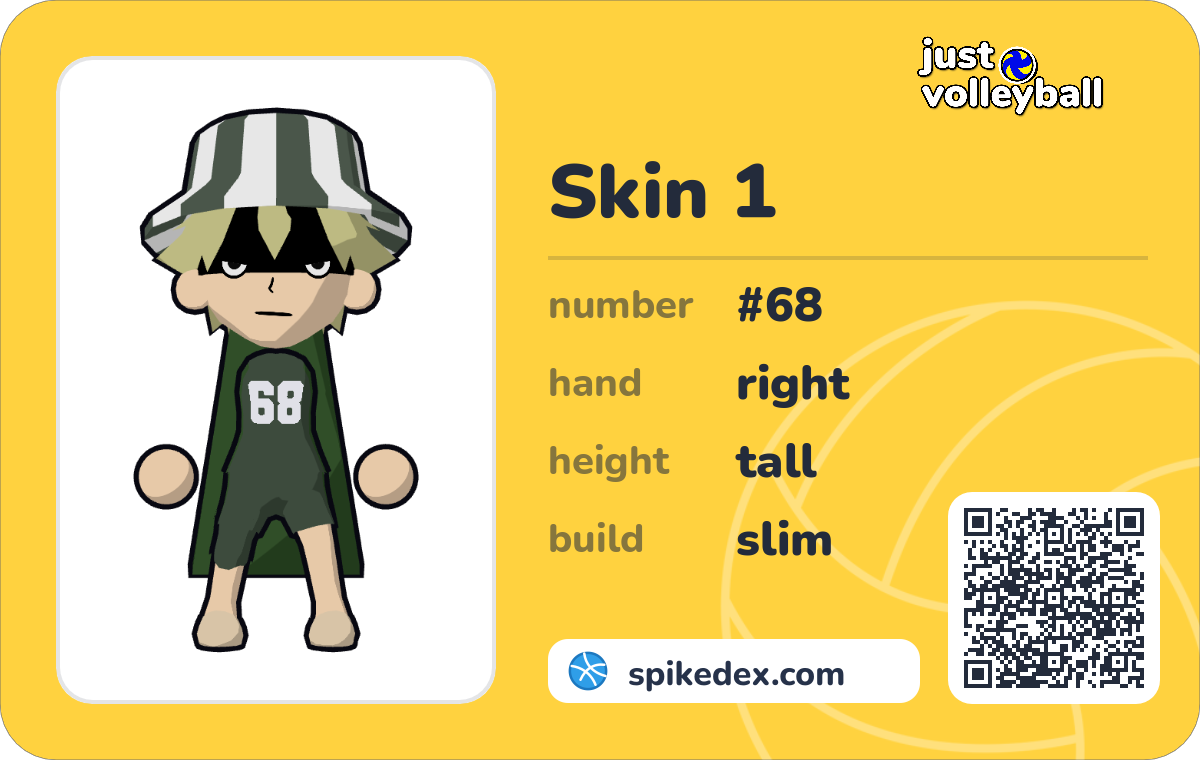 just
volleyball
Skin 1
number #68
hand right
height tall
build slim
68
spikedex.com